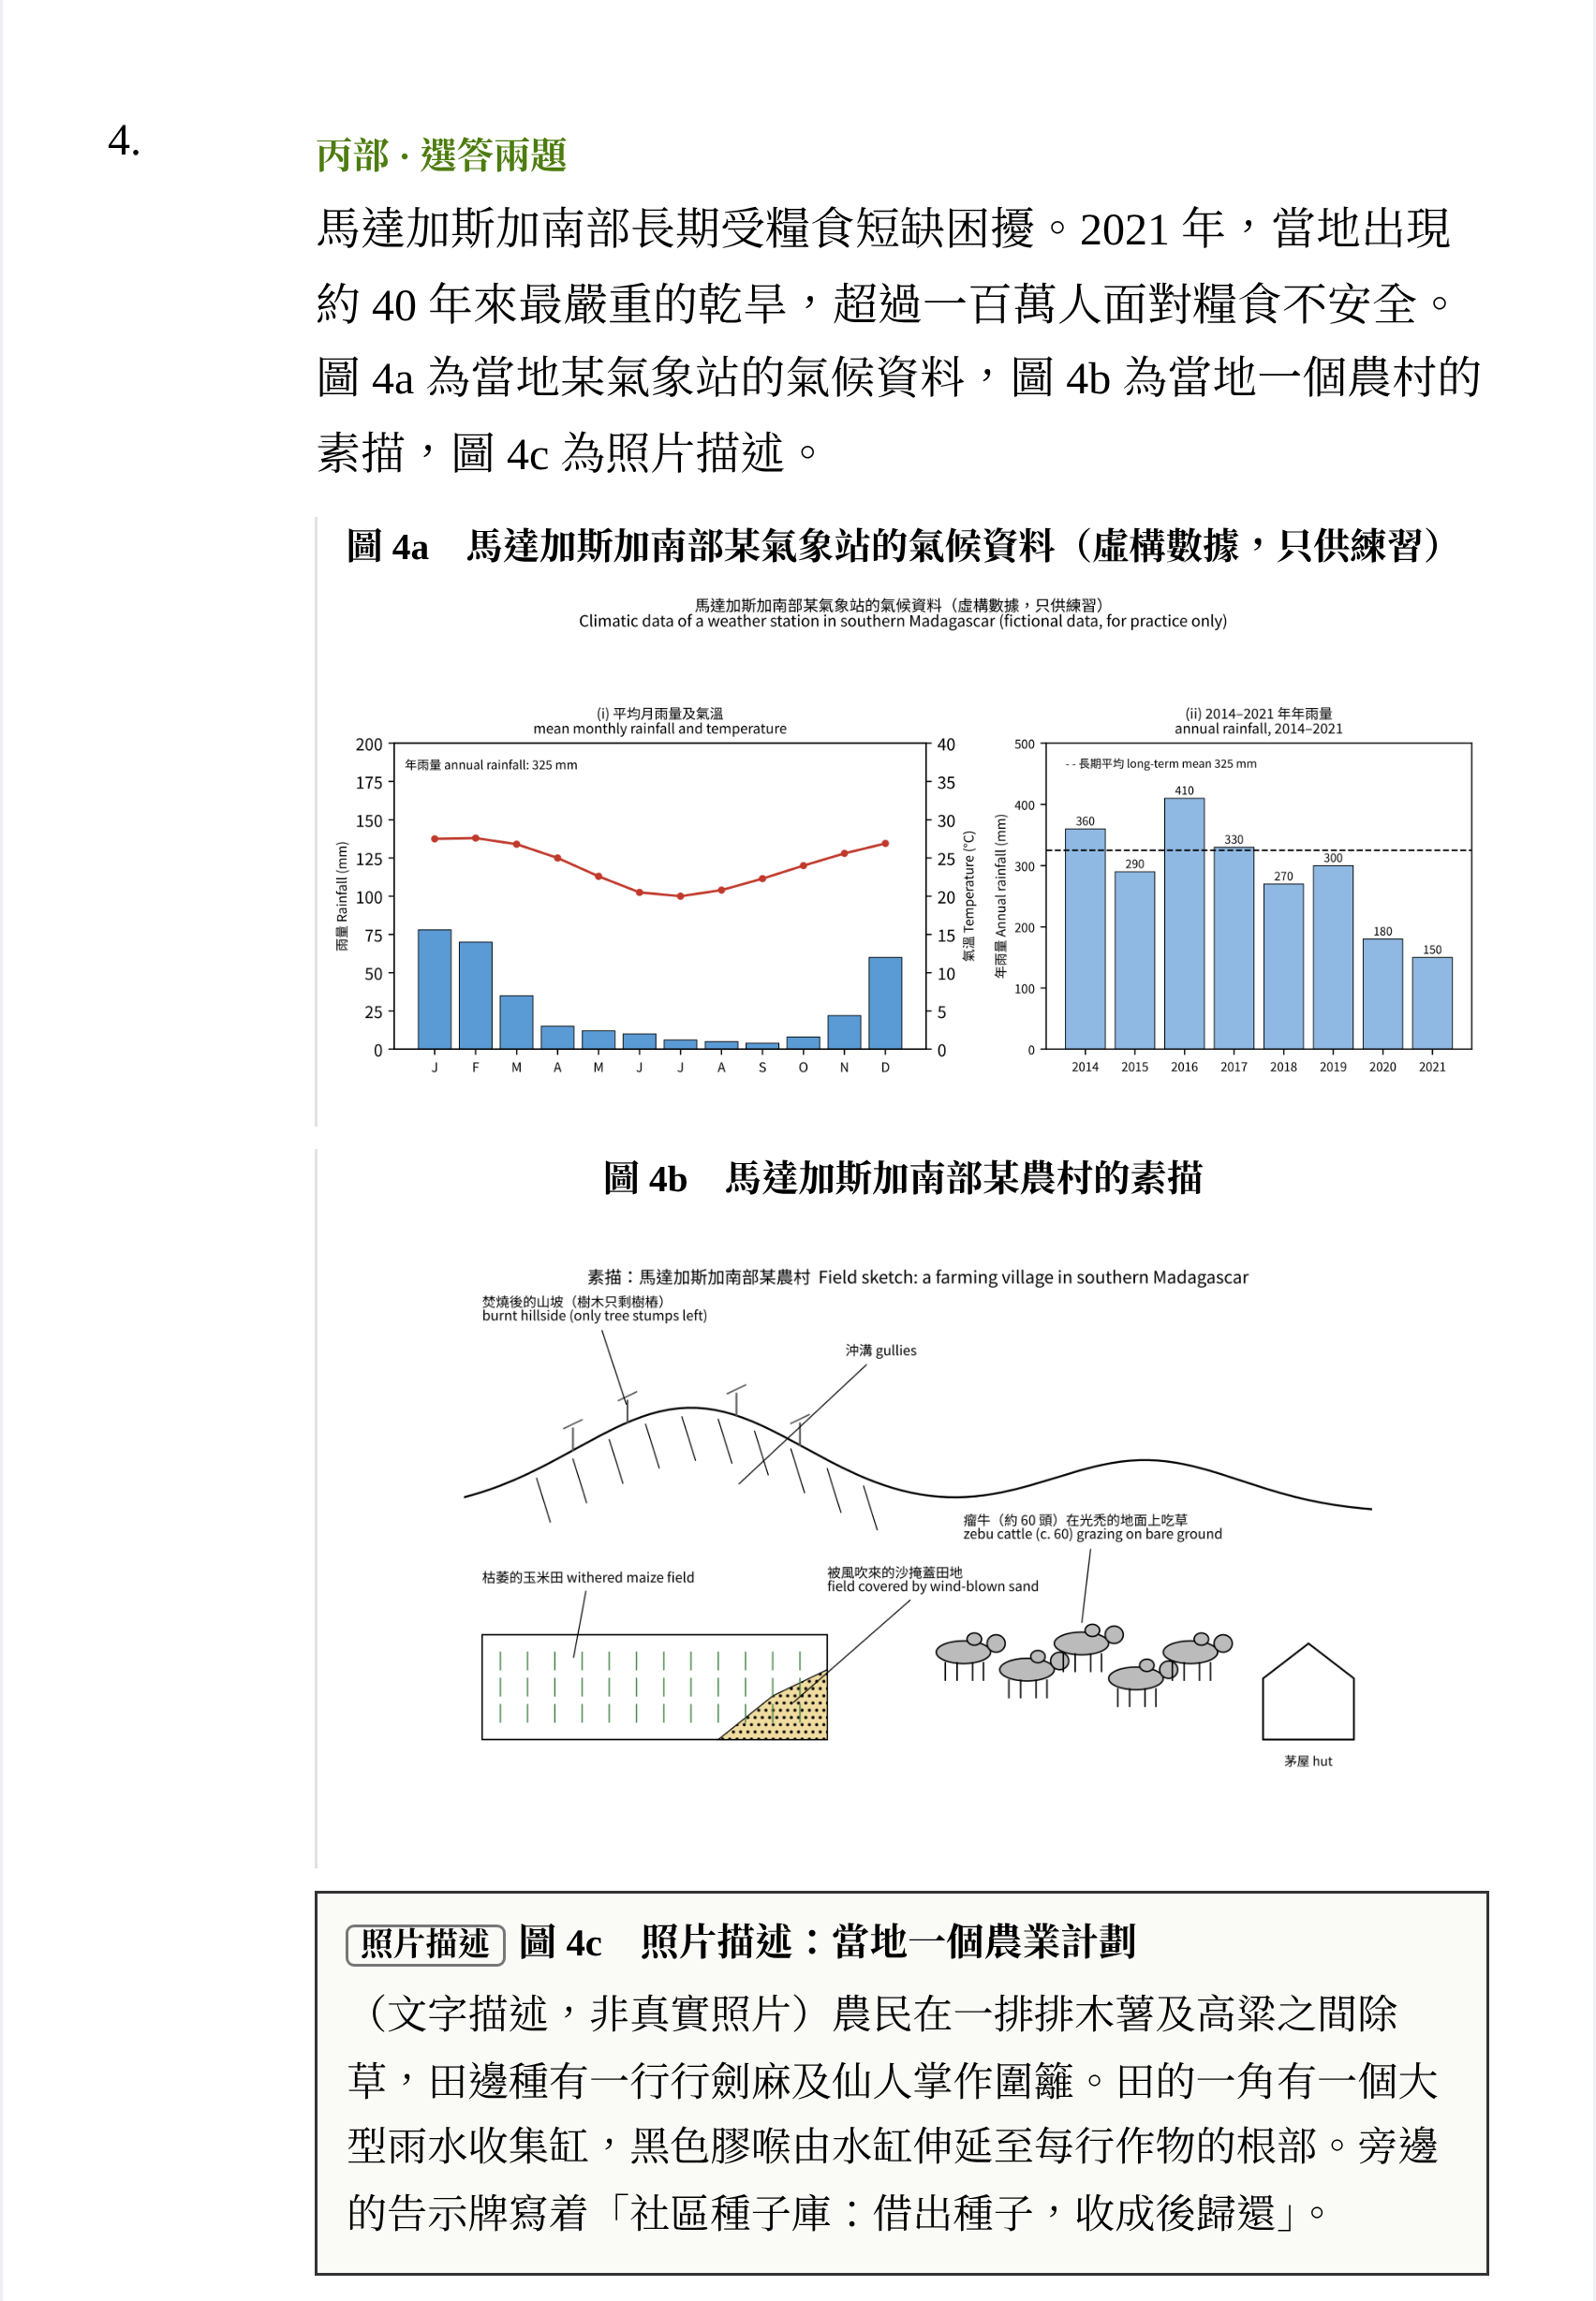 4.
丙部 · 選答兩題
馬達加斯加南部長期受糧食短缺困擾。2021 年，當地出現
約 40 年來最嚴重的乾旱，超過一百萬人面對糧食不安全。
圖 4a 為當地某氣象站的氣候資料，圖 4b 為當地一個農村的
素描，圖 4c 為照片描述。
圖 4a　馬達加斯加南部某氣象站的氣候資料（虛構數據，只供練習）
馬達加斯加南部某氣象站的氣候資料（虛構數據，只供練習）
Climatic data of a weather station in southern Madagascar (fictional data, for practice only)
(i) 平均月雨量及氣溫
mean monthly rainfall and temperature
年雨量 annual rainfall: 325 mm
雨量 Rainfall (mm)
200
175
150
125
100
75
50
25
0
J F M A M J J A S O N D
40
35
30
25
20
15
10
5
0
氣溫 Temperature (°C)
(ii) 2014–2021 年年雨量
annual rainfall, 2014–2021
- - 長期平均 long-term mean 325 mm
年雨量 Annual rainfall (mm)
500
400
300
200
100
0
360 290 410 330 270 300 180 150
2014 2015 2016 2017 2018 2019 2020 2021
圖 4b　馬達加斯加南部某農村的素描
素描：馬達加斯加南部某農村 Field sketch: a farming village in southern Madagascar
焚燒後的山坡（樹木只剩樹樁）
burnt hillside (only tree stumps left)
沖溝 gullies
瘤牛（約 60 頭）在光禿的地面上吃草
zebu cattle (c. 60) grazing on bare ground
枯萎的玉米田 withered maize field
被風吹來的沙掩蓋田地
field covered by wind-blown sand
茅屋 hut
照片描述 圖 4c　照片描述：當地一個農業計劃
（文字描述，非真實照片）農民在一排排木薯及高粱之間除
草，田邊種有一行行劍麻及仙人掌作圍籬。田的一角有一個大
型雨水收集缸，黑色膠喉由水缸伸延至每行作物的根部。旁邊
的告示牌寫着「社區種子庫：借出種子，收成後歸還」。